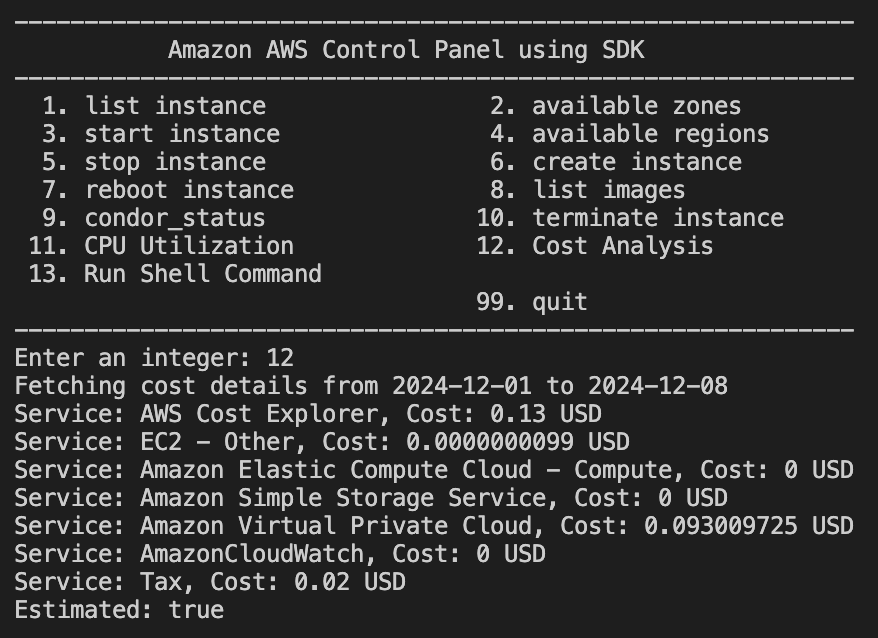 ------------------------------------------------------------
Amazon AWS Control Panel using SDK
------------------------------------------------------------
1. list instance 2. available zones
3. start instance 4. available regions
5. stop instance 6. create instance
7. reboot instance 8. list images
9. condor_status 10. terminate instance
11. CPU Utilization 12. Cost Analysis
13. Run Shell Command
99. quit
------------------------------------------------------------
Enter an integer: 12
Fetching cost details from 2024-12-01 to 2024-12-08
Service: AWS Cost Explorer, Cost: 0.13 USD
Service: EC2 - Other, Cost: 0.0000000099 USD
Service: Amazon Elastic Compute Cloud - Compute, Cost: 0 USD
Service: Amazon Simple Storage Service, Cost: 0 USD
Service: Amazon Virtual Private Cloud, Cost: 0.093009725 USD
Service: AmazonCloudWatch, Cost: 0 USD
Service: Tax, Cost: 0.02 USD
Estimated: true